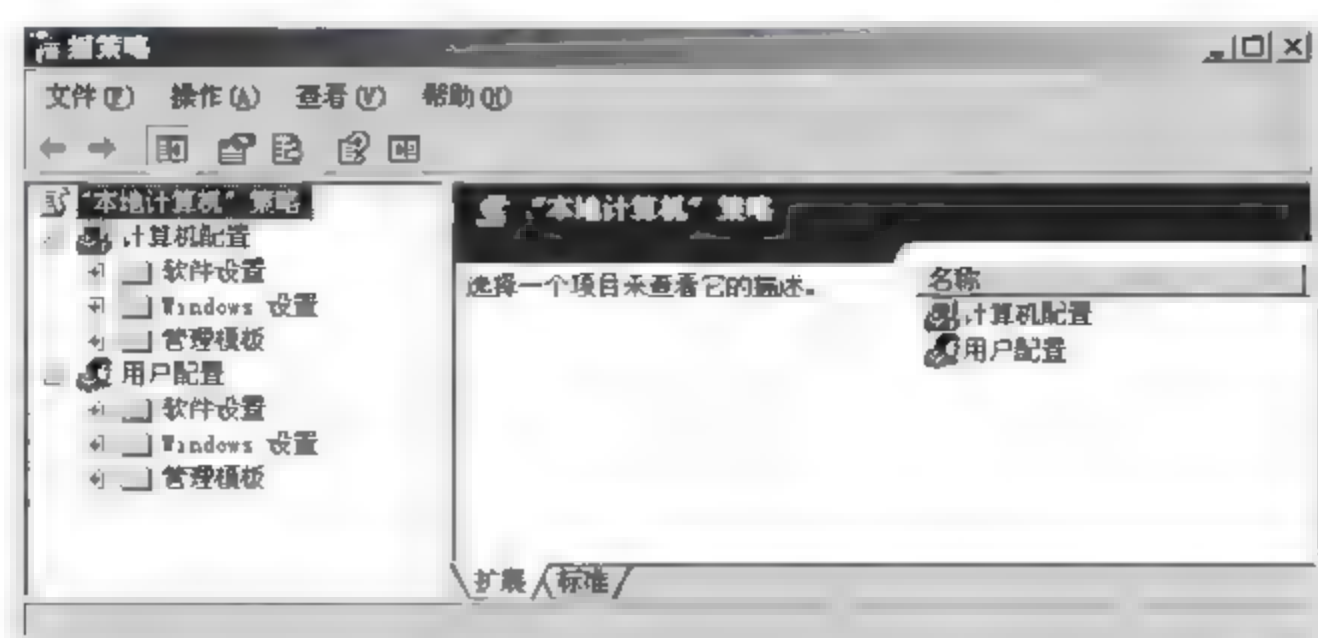 组策略
文件(F) 操作(A) 查看(V) 帮助(H)
"本地计算机" 策略
计算机配置
软件设置
Windows 设置
管理模板
用户配置
软件设置
Windows 设置
管理模板
"本地计算机" 策略
选择一个项目来查看它的描述。
名称
计算机配置
用户配置
扩展 标准